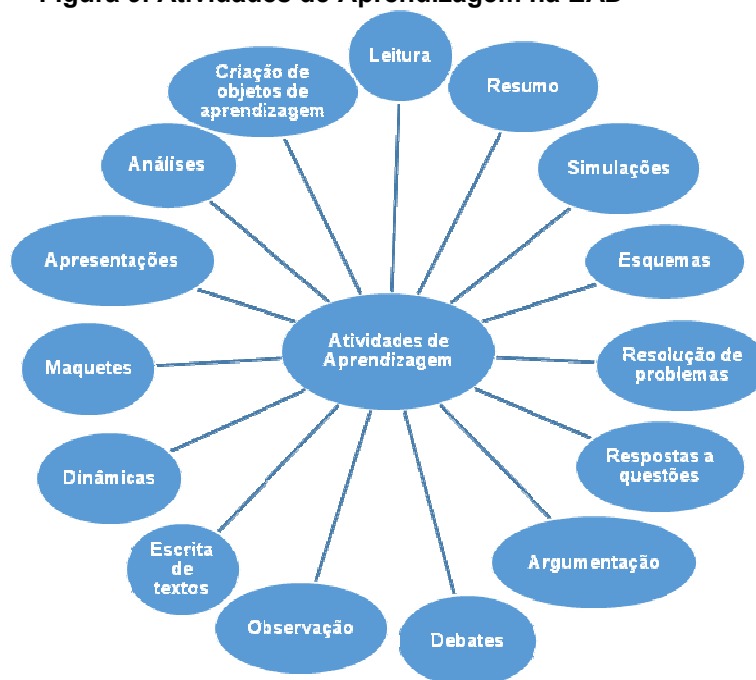 Leitura
Resumo
Simulações
Esquemas
Resolução de
problemas
Respostas a
questões
Argumentação
Debates
Observação
Escrita
de
textos
Dinâmicas
Maquetes
Apresentações
Análises
Criação de
objetos de
aprendizagem
Atividades de
Aprendizagem